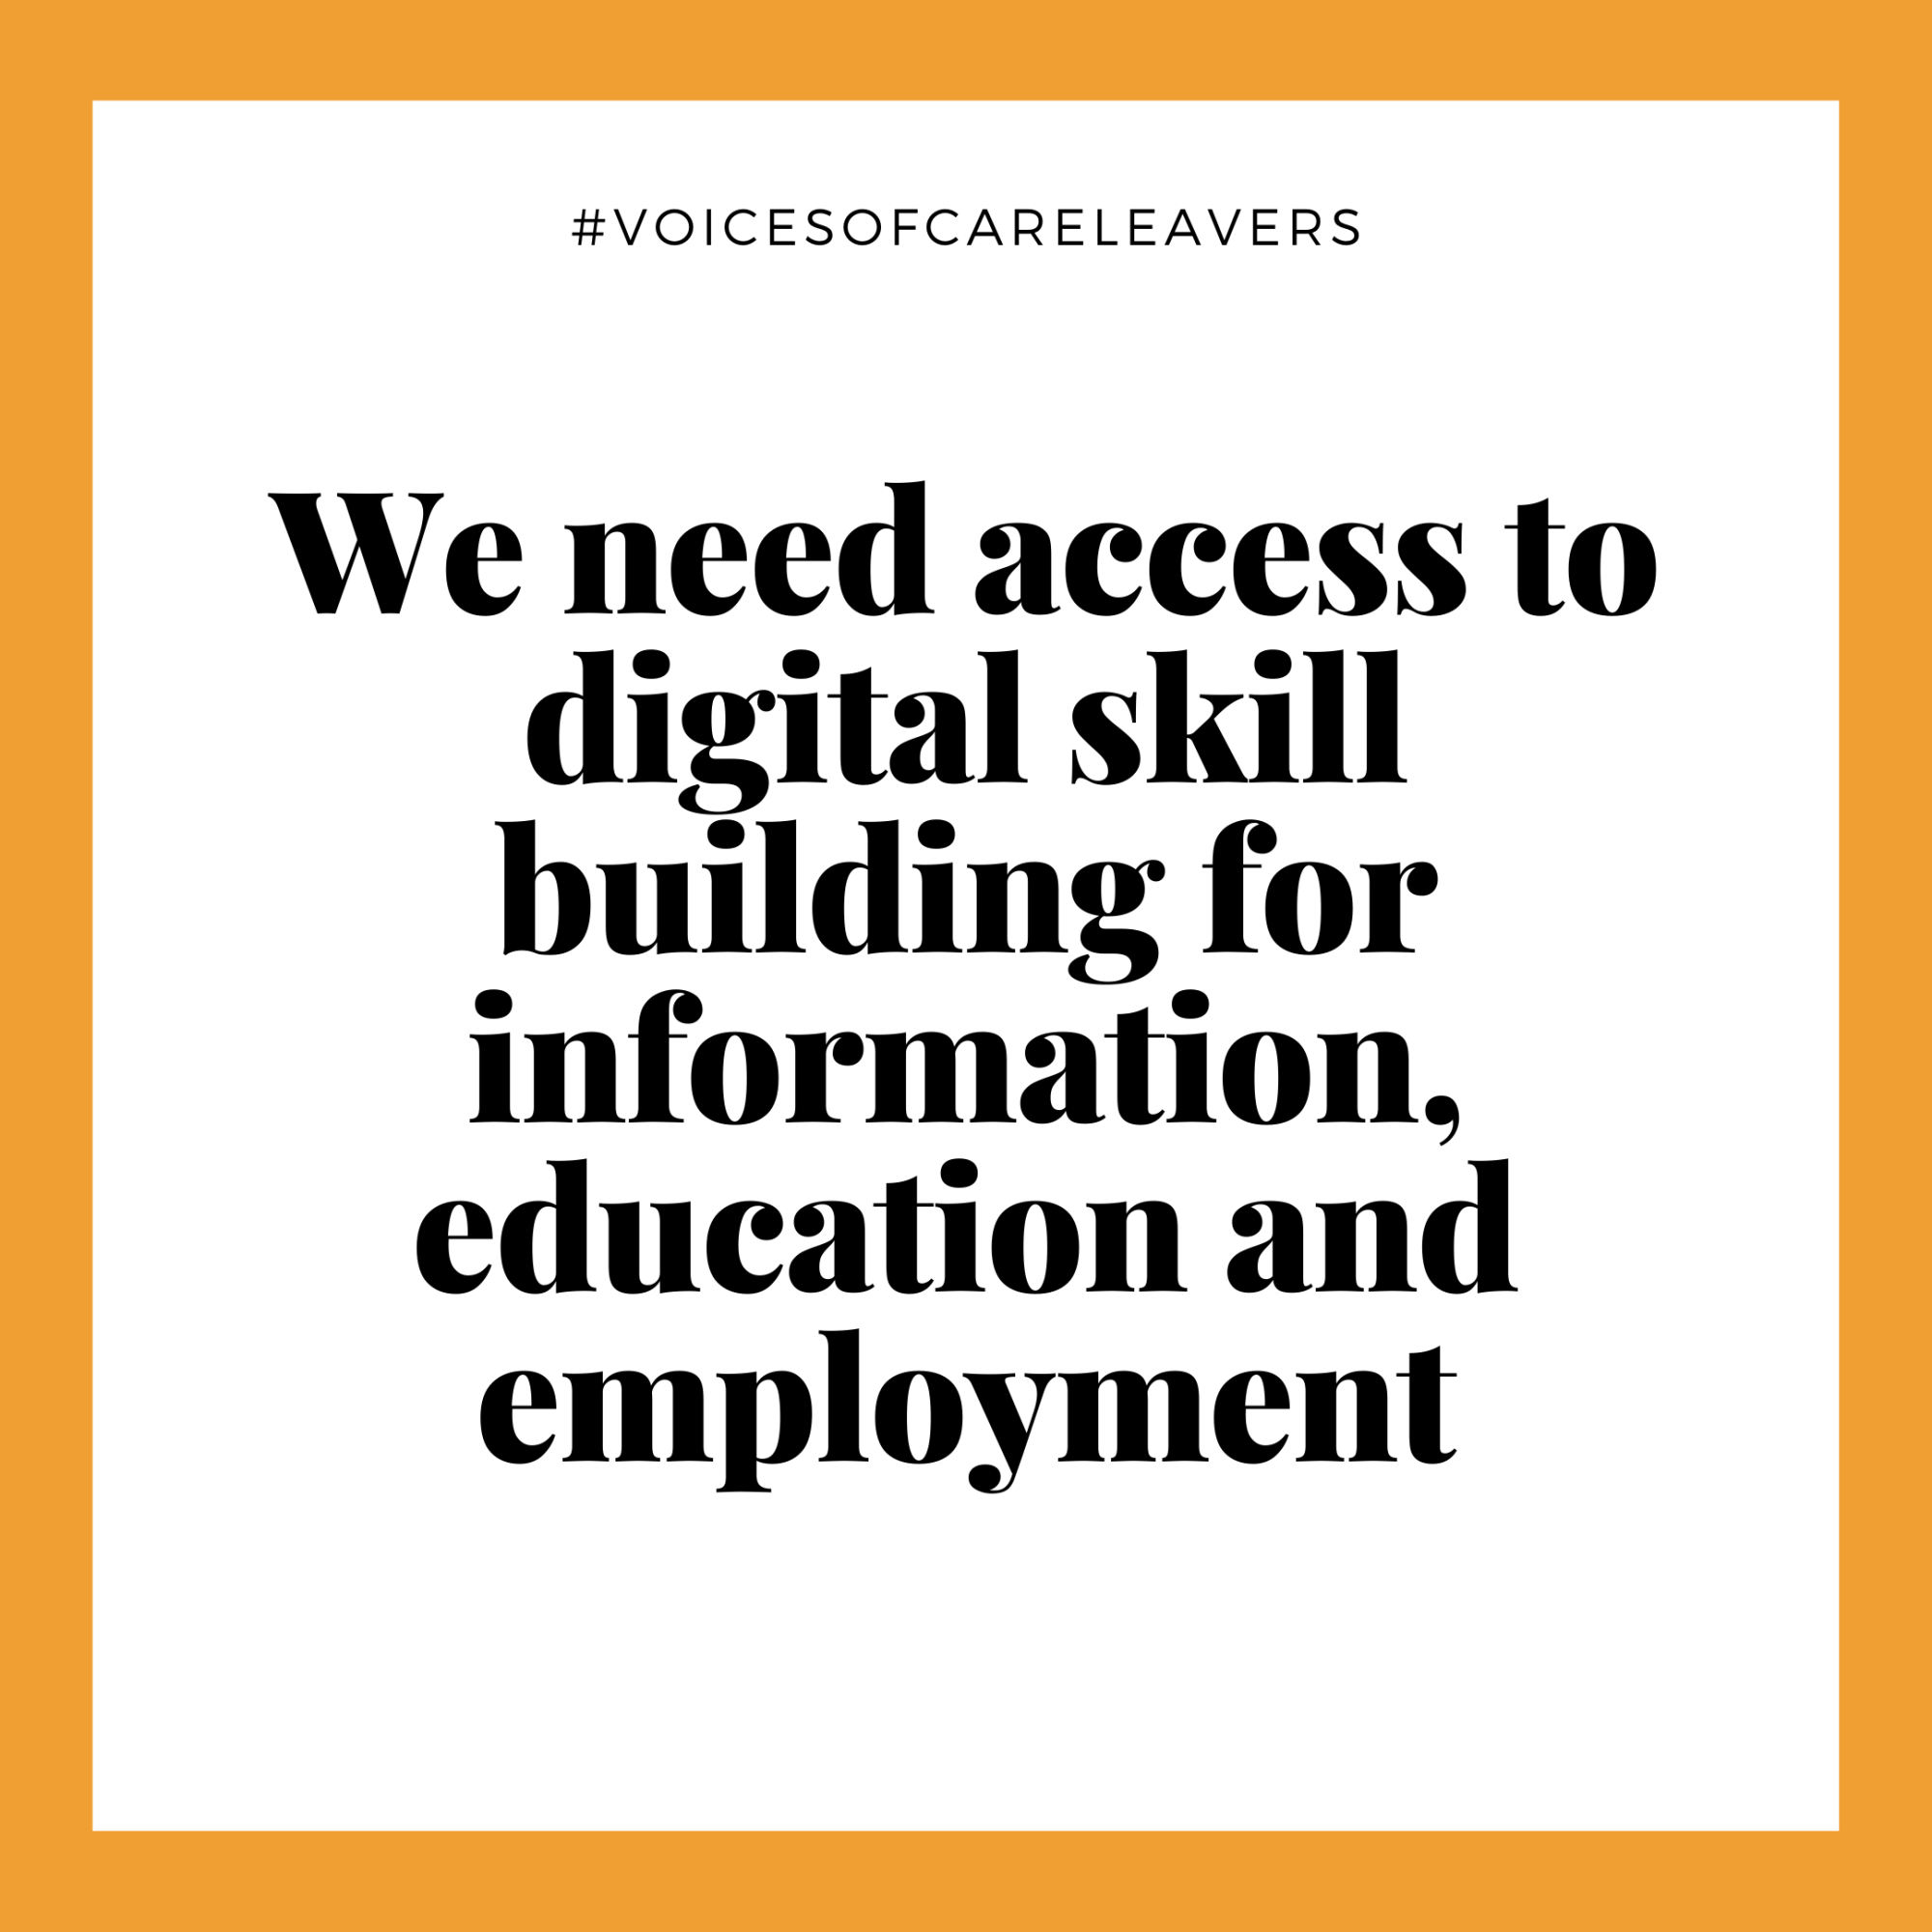 #VOICESOFCARELEAVERS
We need access to
digital skill
building for
information,
education and
employment